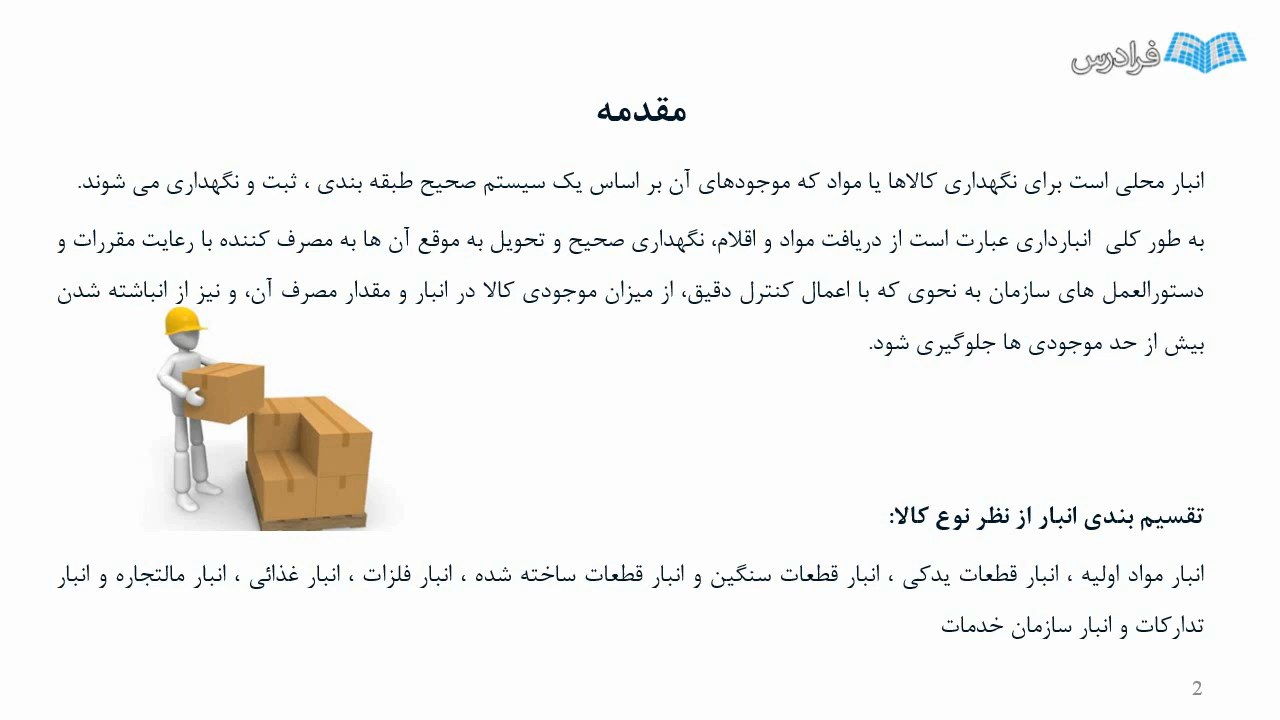 فرادرس
مقدمه
انبار محلی است برای نگهداری کالاها یا مواد که موجودهای آن بر اساس یک سیستم صحیح طبقه بندی ، ثبت و نگهداری می شوند.
به طور کلی انبارداری عبارت است از دریافت مواد و اقلام، نگهداری صحیح و تحویل به موقع آن ها به مصرف کننده با رعایت مقررات و
دستورالعمل های سازمان به نحوی که با اعمال کنترل دقیق، از میزان موجودی کالا در انبار و مقدار مصرف آن، و نیز از انباشته شدن
بیش از حد موجودی ها جلوگیری شود.
تقسیم بندی انبار از نظر نوع کالا:
انبار مواد اولیه ، انبار قطعات یدکی ، انبار قطعات سنگین و انبار قطعات ساخته شده ، انبار فلزات ، انبار غذائی ، انبار مالتجاره و انبار
تدارکات و انبار سازمان خدمات
2